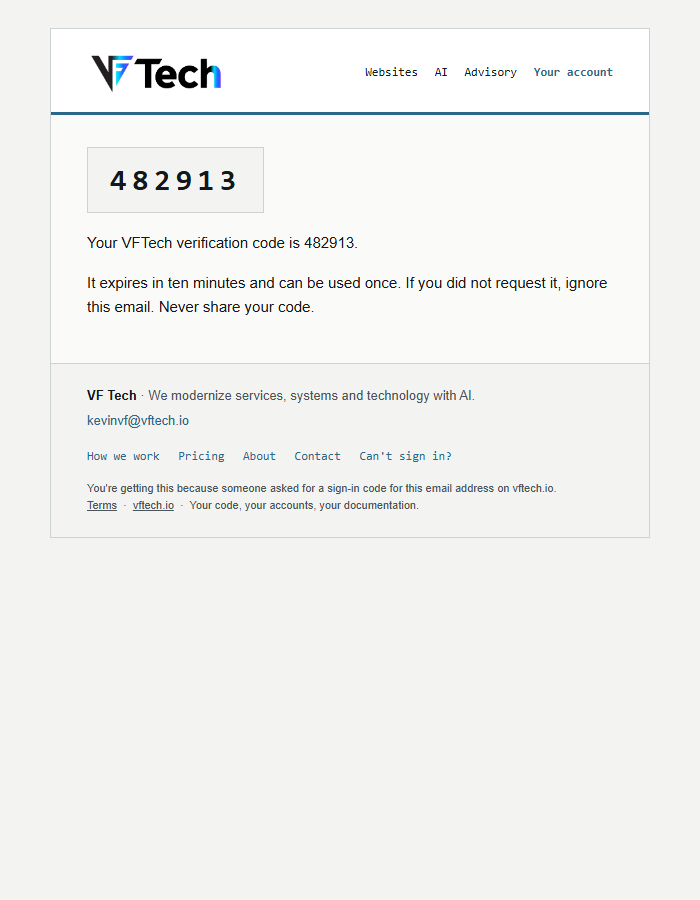 VF Tech
Websites AI Advisory Your account
482913
Your VFTech verification code is 482913.
It expires in ten minutes and can be used once. If you did not request it, ignore
this email. Never share your code.
VF Tech · We modernize services, systems and technology with AI.
kevinvf@vftech.io
How we work Pricing About Contact Can't sign in?
You're getting this because someone asked for a sign-in code for this email address on vftech.io.
Terms · vftech.io · Your code, your accounts, your documentation.